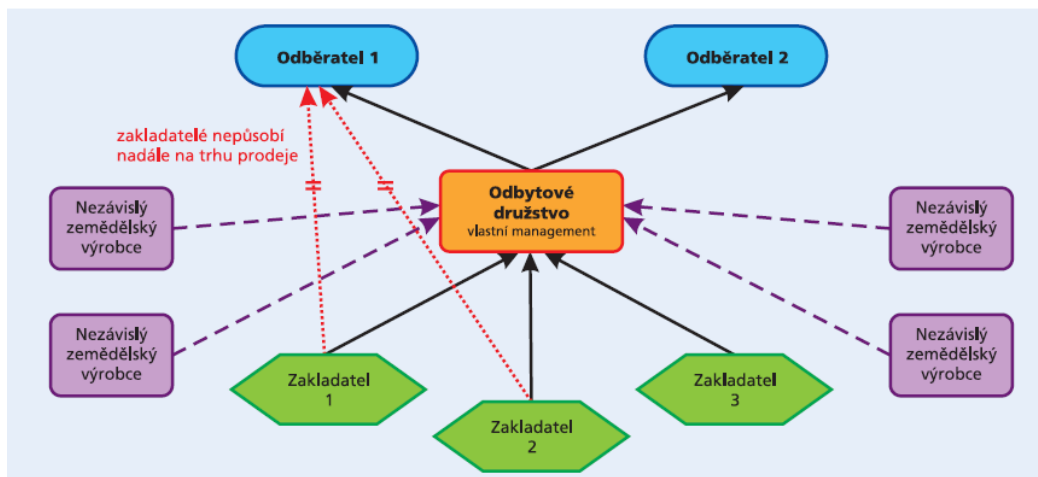 Odběratel 1
Odběratel 2
zakladatelé nepůsobí
nadále na trhu prodeje
Odbytové
družstvo
vlastní management
Nezávislý
zemědělský
výrobce
Nezávislý
zemědělský
výrobce
Nezávislý
zemědělský
výrobce
Nezávislý
zemědělský
výrobce
Zakladatel
1
Zakladatel
2
Zakladatel
3